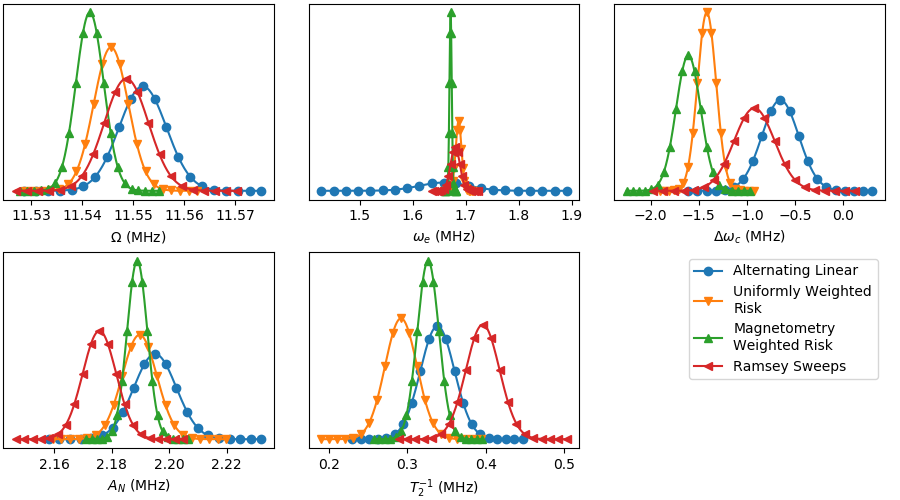 11.53 11.54 11.55 11.56 11.57
Ω (MHz)
1.5 1.6 1.7 1.8 1.9
ω_e (MHz)
−2.0 −1.5 −1.0 −0.5 0.0
Δω_c (MHz)
2.16 2.18 2.20 2.22
A_N (MHz)
0.2 0.3 0.4 0.5
T_2^{-1} (MHz)
Alternating Linear
Uniformly Weighted
Risk
Magnetometry
Weighted Risk
Ramsey Sweeps